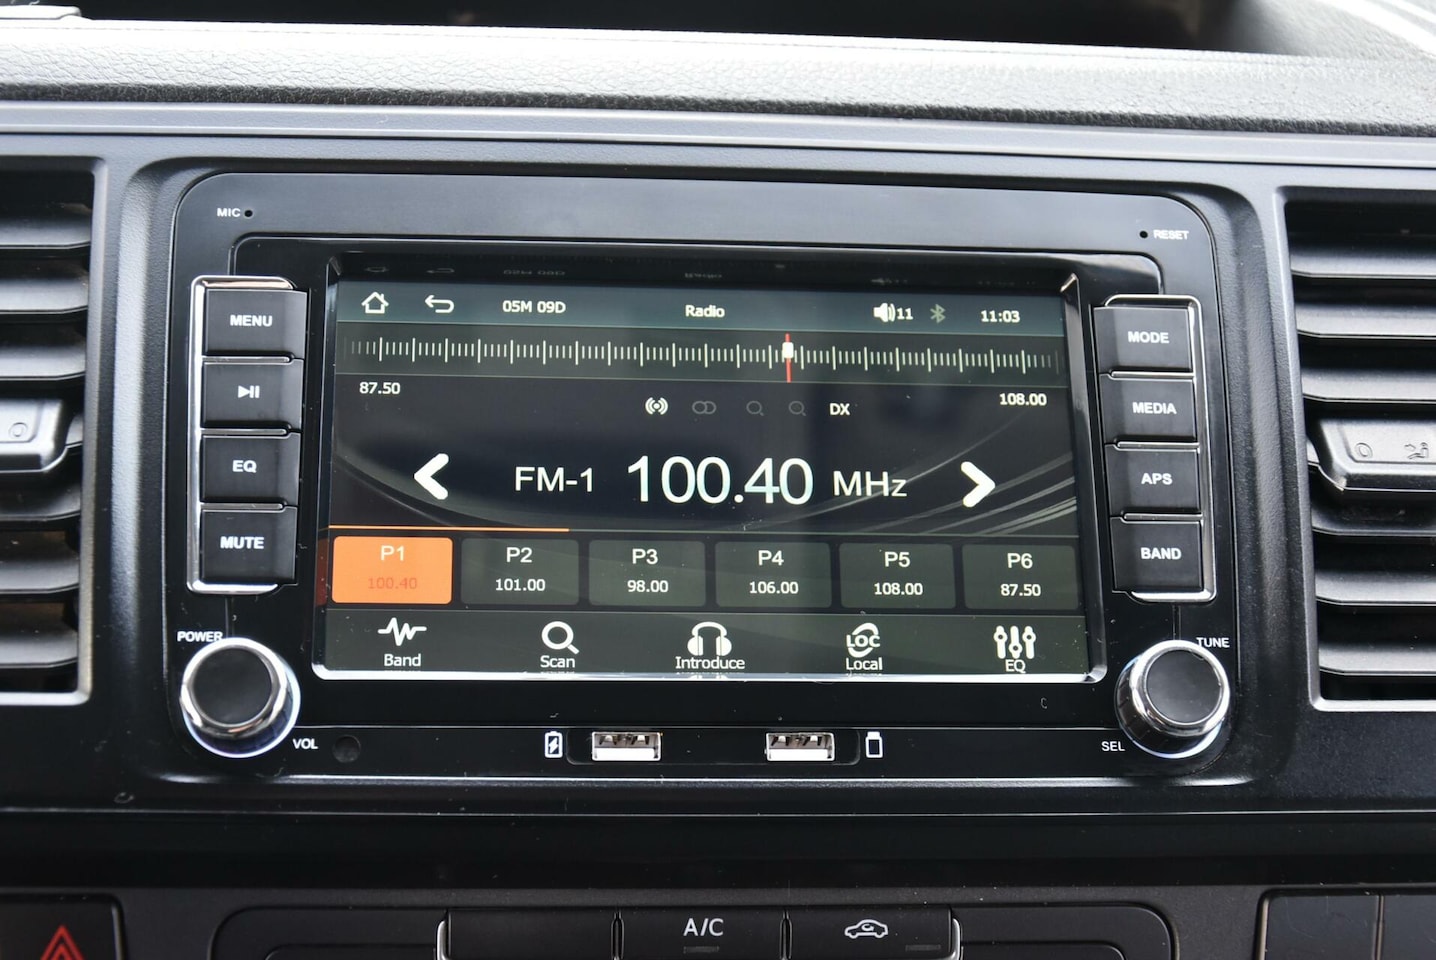 MIC
RESET
MENU
EQ
MUTE
POWER
VOL
05M 09D
Radio
11
11:03
87.50
108.00
DX
FM-1 100.40 MHz
P1 P2 P3 P4 P5 P6
100.40 101.00 98.00 106.00 108.00 87.50
Band
Scan
Introduce
LOC
Local
EQ
MODE
MEDIA
APS
BAND
TUNE
SEL
A/C